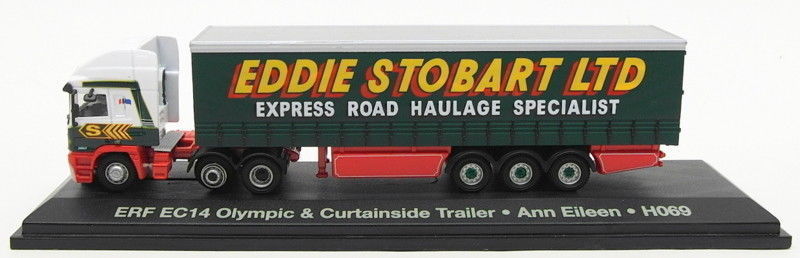 EDDIE STOBART LTD
EXPRESS ROAD HAULAGE SPECIALIST
S
ERF EC14 Olympic & Curtainside Trailer • Ann Eileen • H069